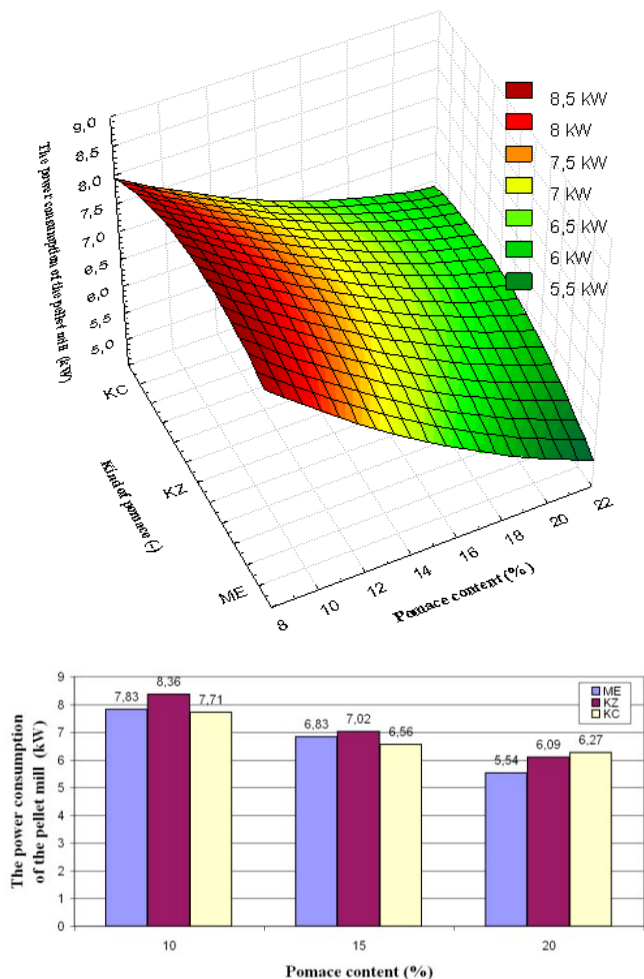 8,5 kW
8 kW
7,5 kW
7 kW
6,5 kW
6 kW
5,5 kW
The power consumption of the pellet mill (kW)
9,0
8,5
8,0
7,5
7,0
6,5
6,0
5,5
5,0
KC
KZ
ME
Kind of pomace (-)
8
10
12
14
16
18
20
22
Pomace content (%)
The power consumption
of the pellet mill (kW)
9
8
7
6
5
4
3
2
1
0
7,83
8,36
7,71
6,83
7,02
6,56
5,54
6,09
6,27
ME
KZ
KC
10
15
20
Pomace content (%)